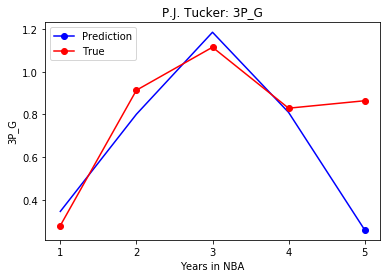 P.J. Tucker: 3P_G
Prediction
True
3P_G
1.2
1.0
0.8
0.6
0.4
1 2 3 4 5
Years in NBA